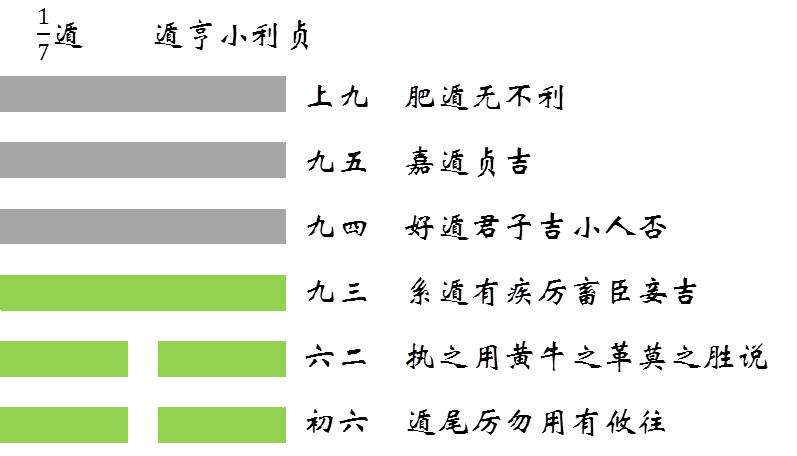 1/7遁 遁亨小利贞
上九 肥遁无不利
九五 嘉遁贞吉
九四 好遁君子吉小人否
九三 系遁有疾厉畜臣妾吉
六二 执之用黄牛之革莫之胜说
初六 遁尾厉勿用有攸往